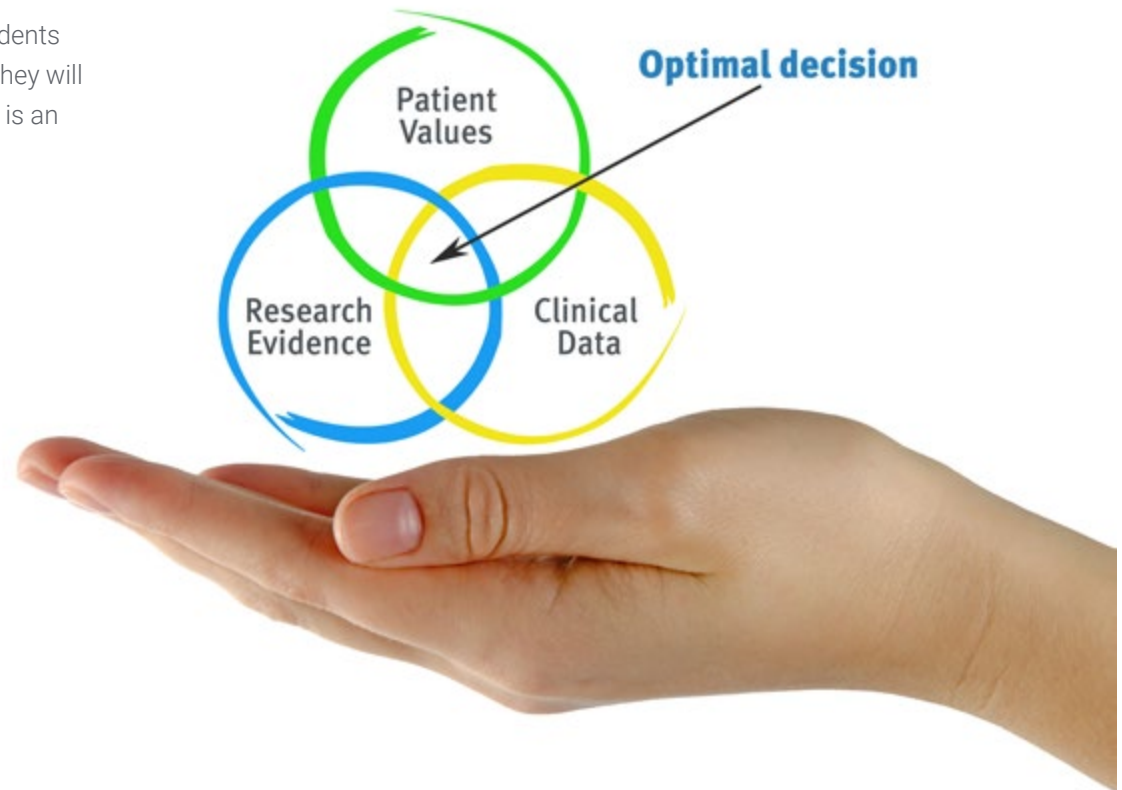 dents
hey will
is an
Optimal decision
Patient
Values
Research
Evidence
Clinical
Data